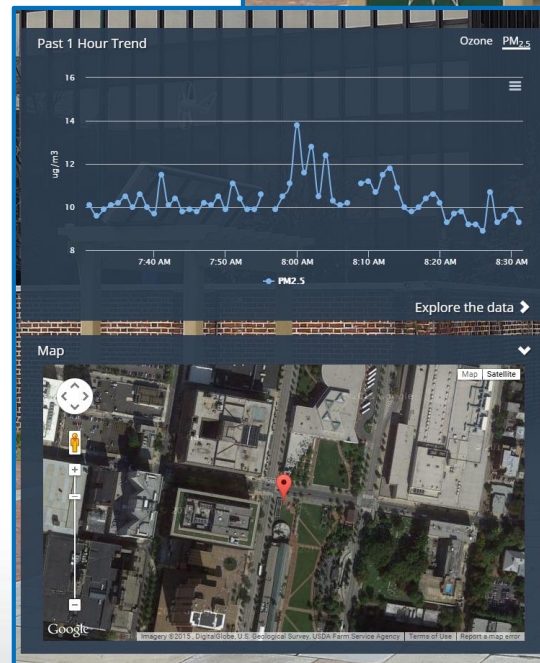 Past 1 Hour Trend
Ozone PM2.5
16
14
12
10
8
ug/m3
7:40 AM 7:50 AM 8:00 AM 8:10 AM 8:20 AM 8:30 AM
PM2.5
Explore the data
Map
Map Satellite
Google
Imagery ©2015 , DigitalGlobe, U.S. Geological Survey, USDA Farm Service Agency Terms of Use Report a map error